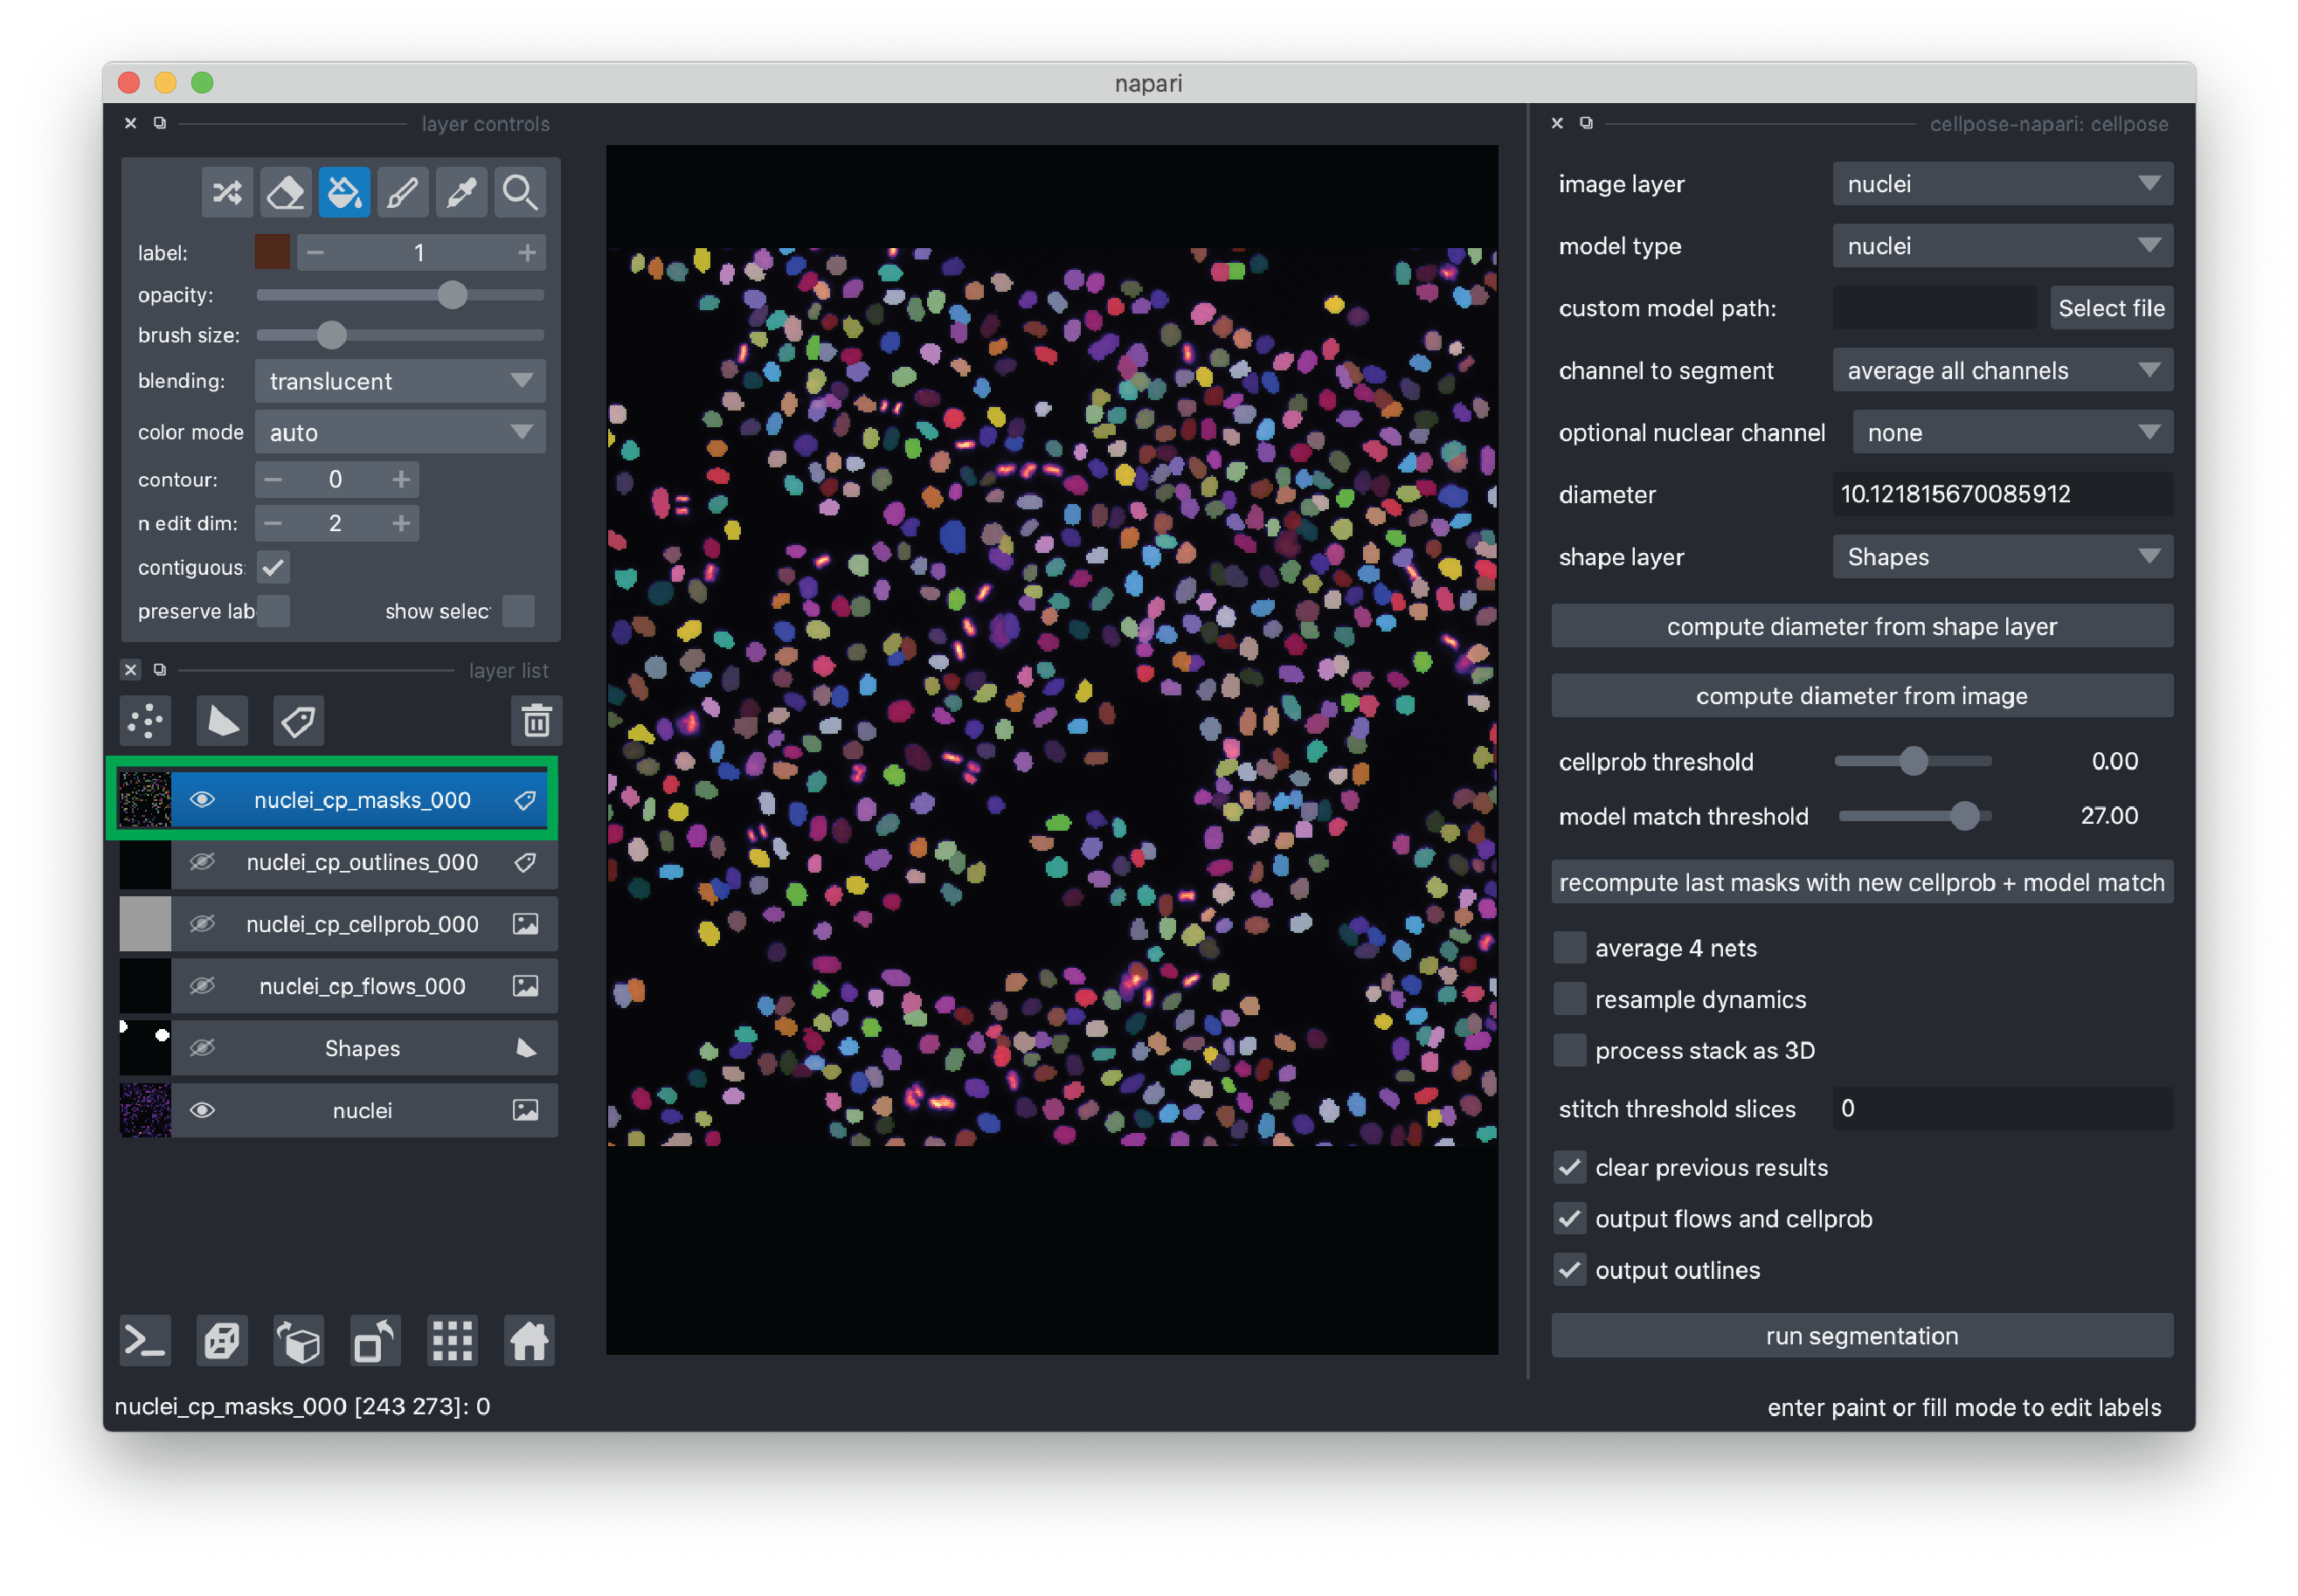 napari
layer controls
label:
1
opacity:
brush size:
blending:
translucent
color mode
auto
contour:
0
n edit dim:
2
contiguous:
preserve lab
show selec
layer list
nuclei_cp_masks_000
nuclei_cp_outlines_000
nuclei_cp_cellprob_000
nuclei_cp_flows_000
Shapes
nuclei
nuclei_cp_masks_000 [243 273]: 0
cellpose-napari: cellpose
image layer
nuclei
model type
nuclei
custom model path:
Select file
channel to segment
average all channels
optional nuclear channel
none
diameter
10.121815670085912
shape layer
Shapes
compute diameter from shape layer
compute diameter from image
cellprob threshold
0.00
model match threshold
27.00
recompute last masks with new cellprob + model match
average 4 nets
resample dynamics
process stack as 3D
stitch threshold slices
0
clear previous results
output flows and cellprob
output outlines
run segmentation
enter paint or fill mode to edit labels